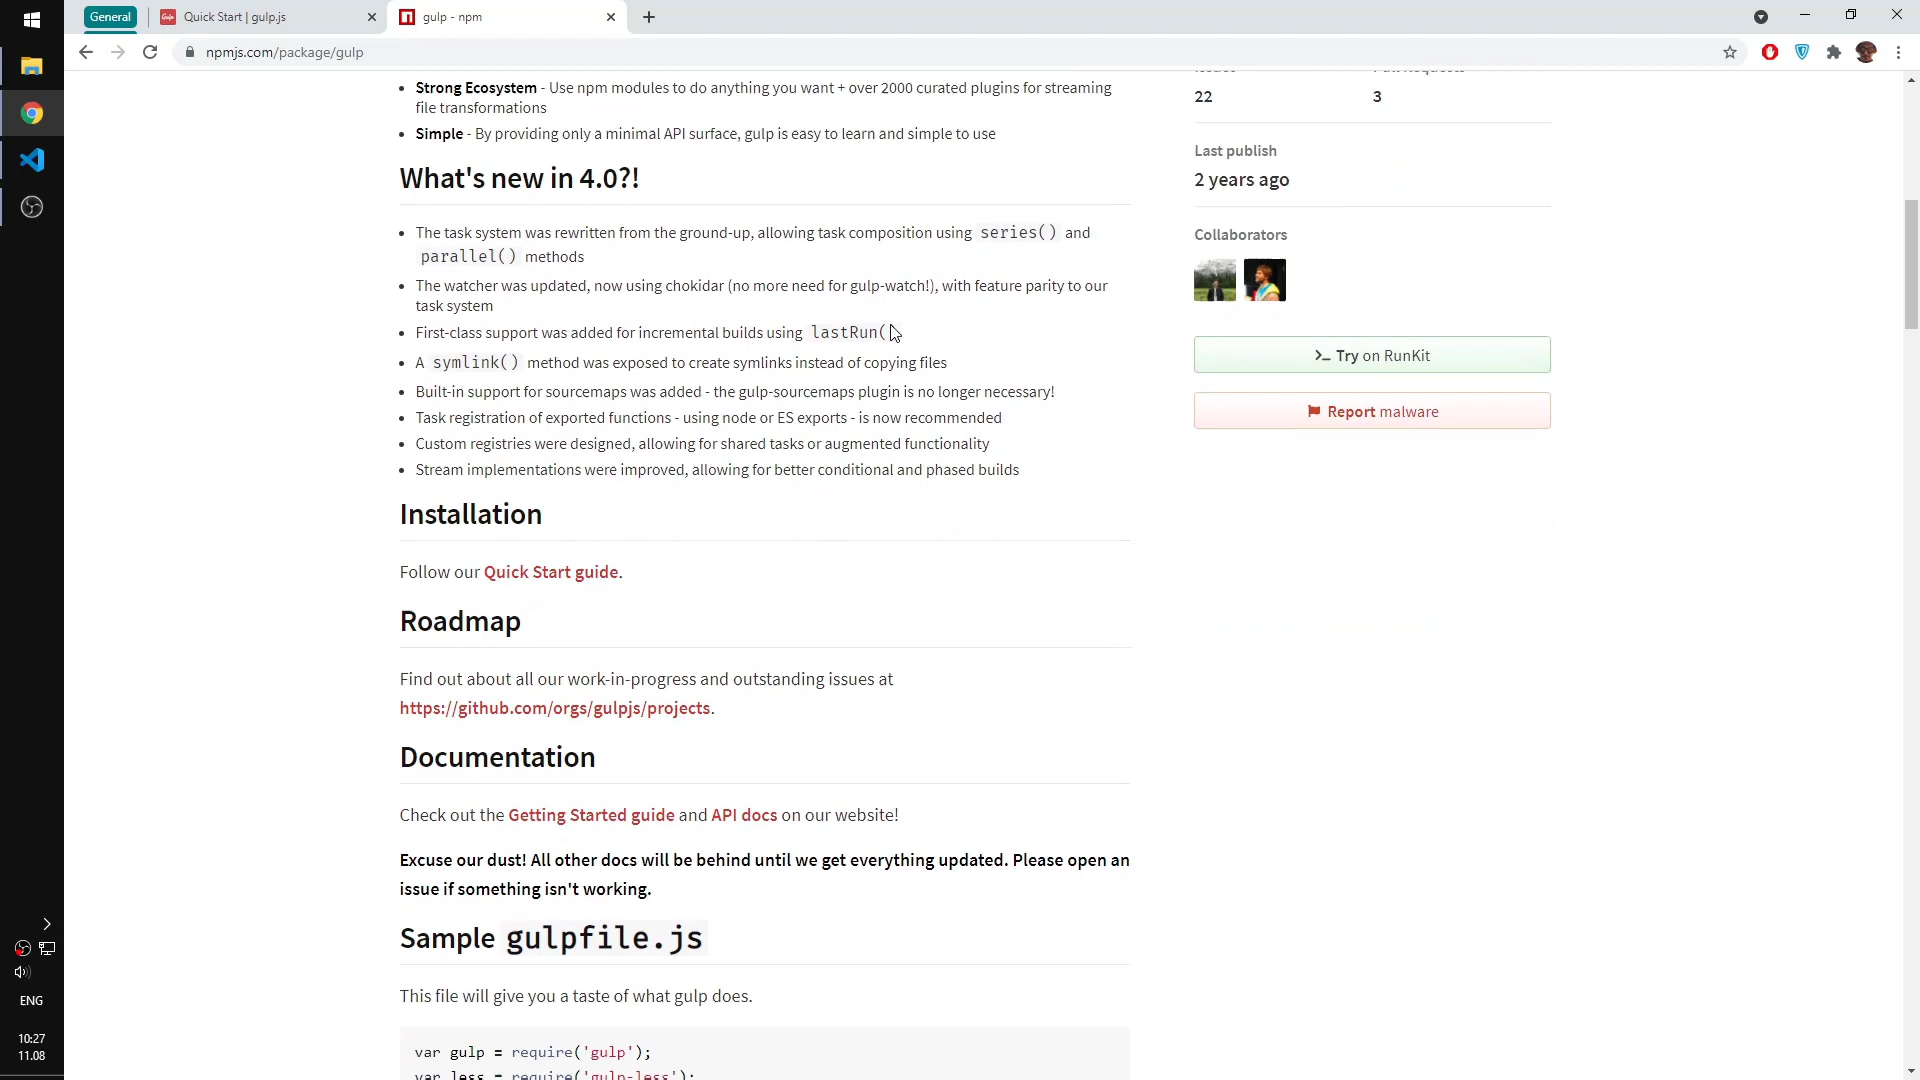 General
Quick Start | gulp.js
gulp - npm
npmjs.com/package/gulp
Strong Ecosystem - Use npm modules to do anything you want + over 2000 curated plugins for streaming
file transformations
Simple - By providing only a minimal API surface, gulp is easy to learn and simple to use
What's new in 4.0?!
The task system was rewritten from the ground-up, allowing task composition using series() and
parallel() methods
The watcher was updated, now using chokidar (no more need for gulp-watch!), with feature parity to our
task system
First-class support was added for incremental builds using lastRun(
A symlink() method was exposed to create symlinks instead of copying files
Built-in support for sourcemaps was added - the gulp-sourcemaps plugin is no longer necessary!
Task registration of exported functions - using node or ES exports - is now recommended
Custom registries were designed, allowing for shared tasks or augmented functionality
Stream implementations were improved, allowing for better conditional and phased builds
Installation
Follow our Quick Start guide.
Roadmap
Find out about all our work-in-progress and outstanding issues at
https://github.com/orgs/gulpjs/projects.
Documentation
Check out the Getting Started guide and API docs on our website!
Excuse our dust! All other docs will be behind until we get everything updated. Please open an
issue if something isn't working.
Sample gulpfile.js
This file will give you a taste of what gulp does.
var gulp = require('gulp');
var less = require('gulp-less');
22
3
Last publish
2 years ago
Collaborators
Try on RunKit
Report malware
ENG
10:27
11.08